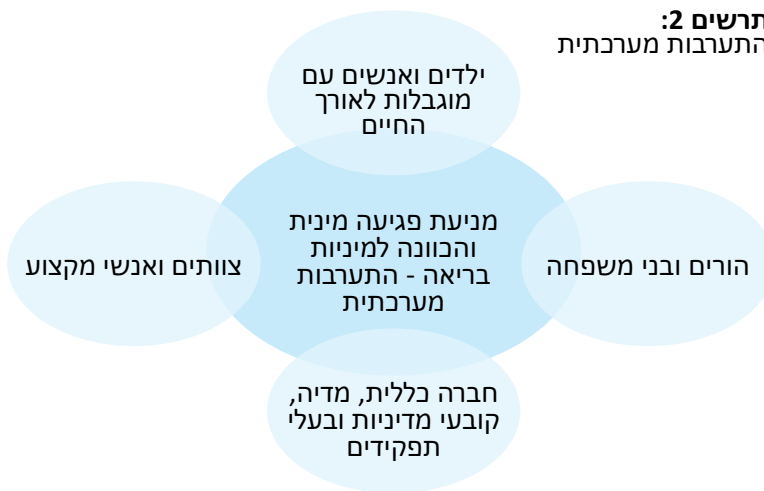 תרשים 2:
התערבות מערכתית
ילדים ואנשים עם
מוגבלות לאורך
החיים
מניעת פגיעה מינית
והכוונה למיניות
בריאה - התערבות
מערכתית
הורים ובני משפחה
צוותים ואנשי מקצוע
חברה כללית, מדיה,
קובעי מדיניות ובעלי
תפקידים